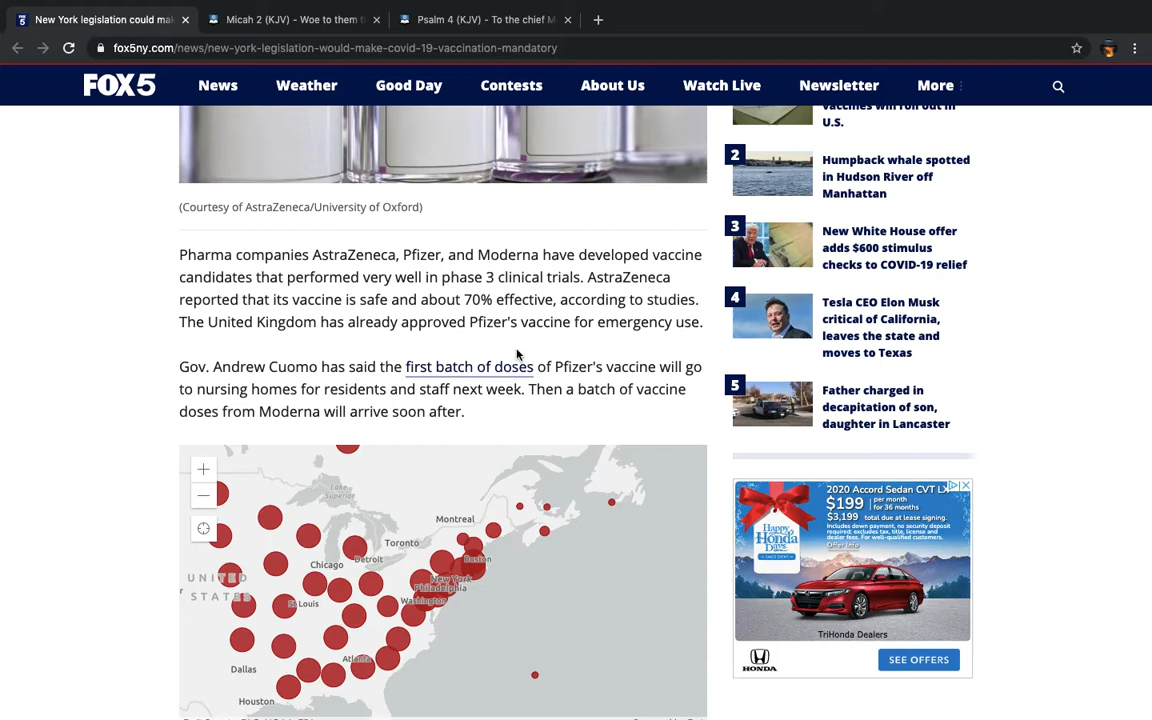 New York legislation could mak
Micah 2 (KJV) - Woe to them t
Psalm 4 (KJV) - To the chief M
fox5ny.com/news/new-york-legislation-would-make-covid-19-vaccination-mandatory
FOX 5
News
Weather
Good Day
Contests
About Us
Watch Live
Newsletter
More
(Courtesy of AstraZeneca/University of Oxford)
Pharma companies AstraZeneca, Pfizer, and Moderna have developed vaccine
candidates that performed very well in phase 3 clinical trials. AstraZeneca
reported that its vaccine is safe and about 70% effective, according to studies.
The United Kingdom has already approved Pfizer's vaccine for emergency use.
Gov. Andrew Cuomo has said the first batch of doses of Pfizer's vaccine will go
to nursing homes for residents and staff next week. Then a batch of vaccine
doses from Moderna will arrive soon after.
Lake
Superior
Montreal
Toronto
Chicago
Detroit
Boston
UNITED
STATES
New York
Philadelphia
St Louis
Washington
Atlanta
Dallas
Houston
vaccines will roll out in
U.S.
2
Humpback whale spotted
in Hudson River off
Manhattan
3
New White House offer
adds $600 stimulus
checks to COVID-19 relief
4
Tesla CEO Elon Musk
critical of California,
leaves the state and
moves to Texas
5
Father charged in
decapitation of son,
daughter in Lancaster
2020 Accord Sedan CVT LX
$199 per month for 36 months
$3,199 total due at lease signing.
Includes down payment, no security deposit
required; excludes tax, title, license and
dealer fees. For well-qualified customers.
Offer Info
Happy
Honda
Days
TriHonda Dealers
HONDA
SEE OFFERS